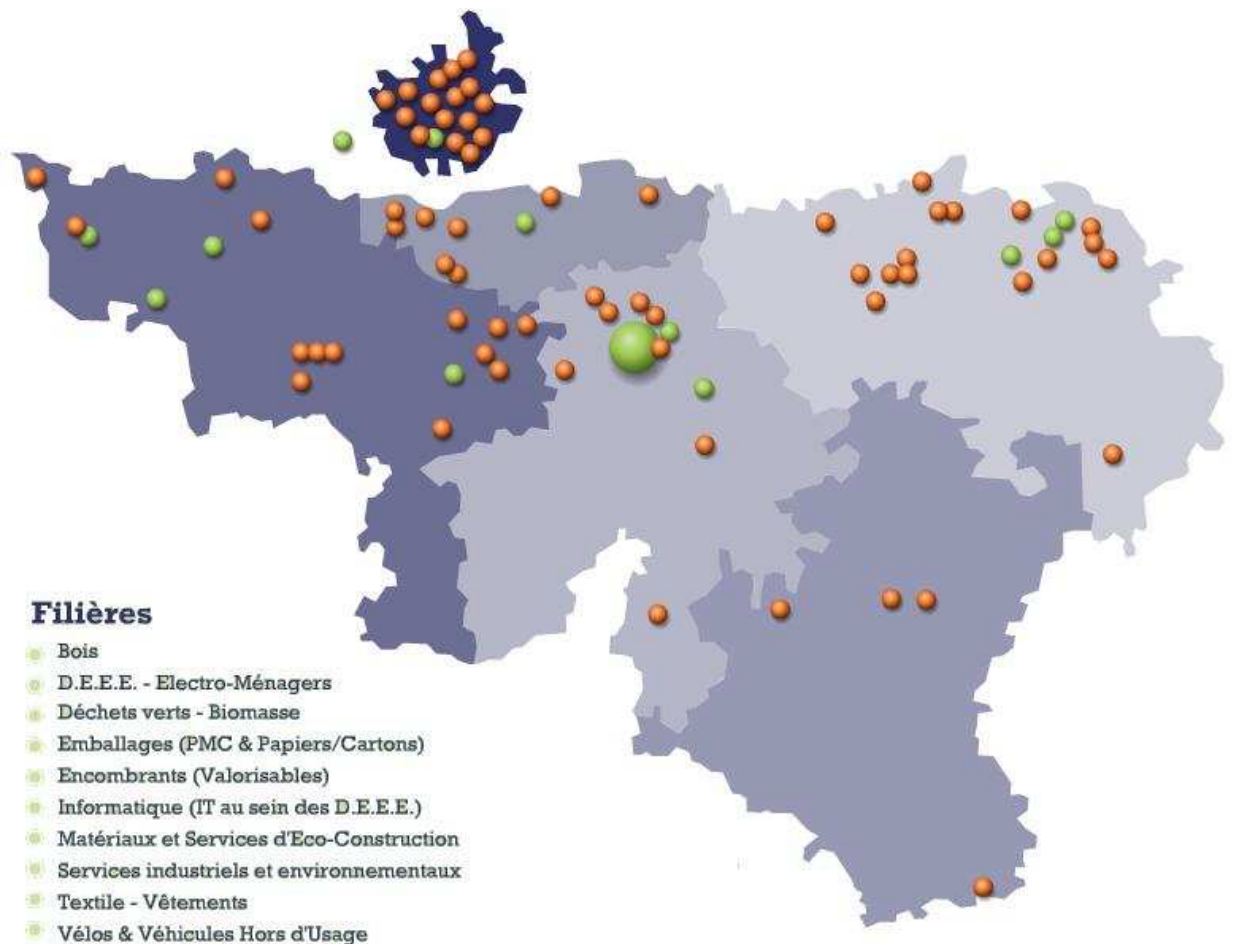 Filières
Bois
D.E.E.E. - Electro-Ménagers
Déchets verts - Biomasse
Emballages (PMC & Papiers/Cartons)
Encombrants (Valorisables)
Informatique (IT au sein des D.E.E.E.)
Matériaux et Services d'Eco-Construction
Services industriels et environnementaux
Textile - Vêtements
Vélos & Véhicules Hors d'Usage